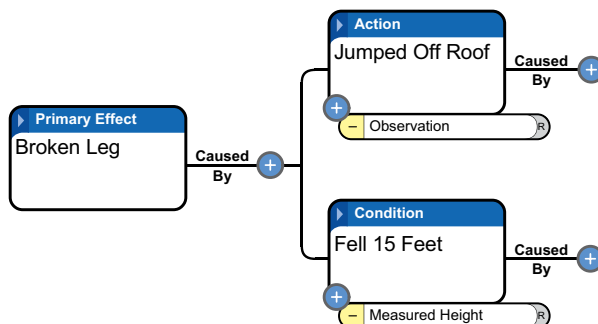 Primary Effect
Broken Leg
Caused
By
Action
Jumped Off Roof
Observation
R
Caused
By
Condition
Fell 15 Feet
Measured Height
R
Caused
By